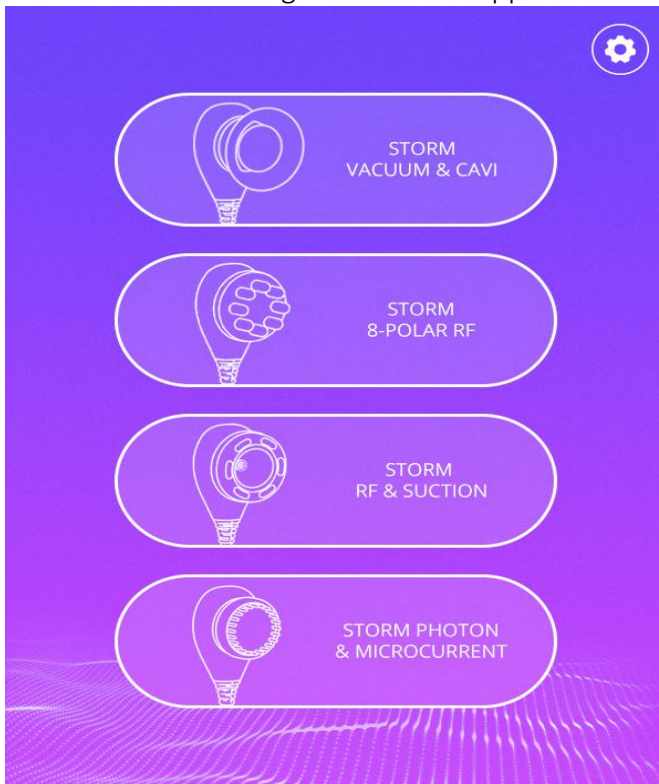 STORM
VACUUM & CAVI
STORM
8-POLAR RF
STORM
RF & SUCTION
STORM PHOTON
& MICROCURRENT